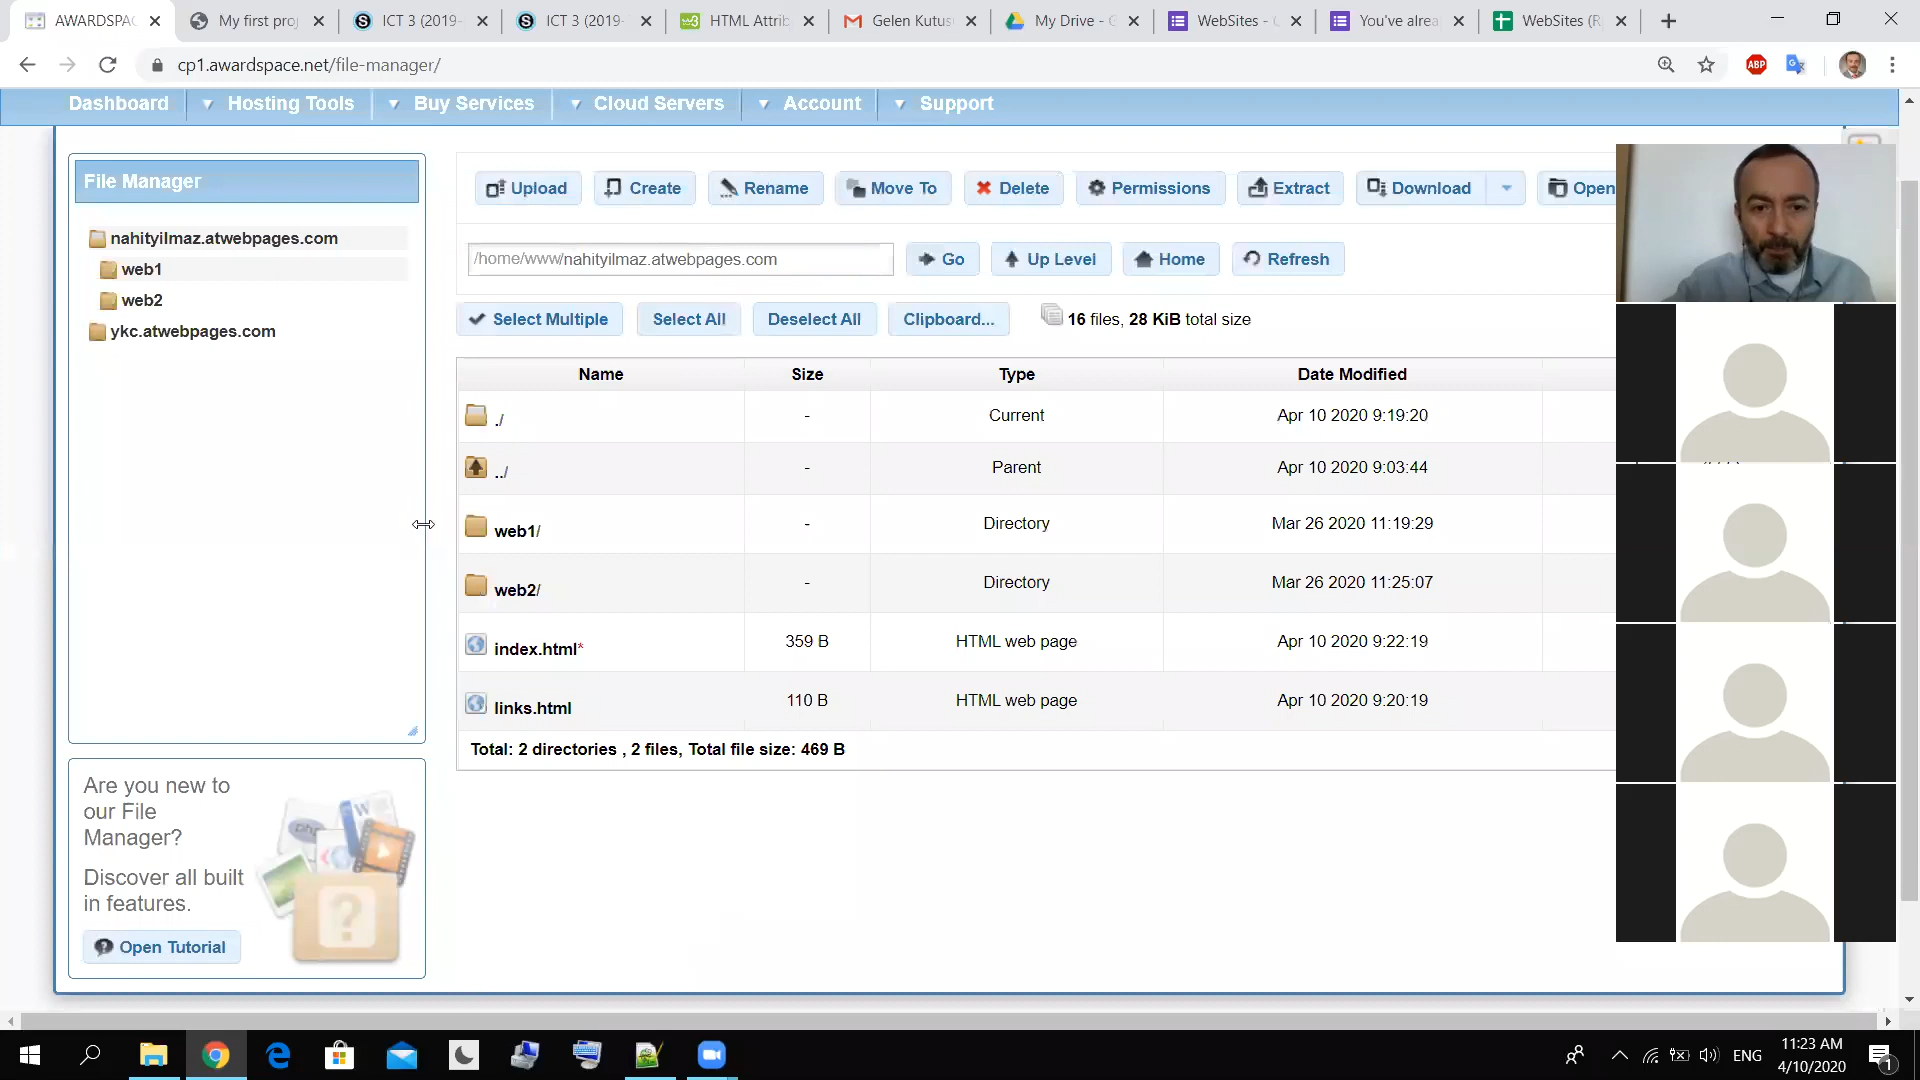 AWARDSPAC
My first proj
ICT 3 (2019-
ICT 3 (2019-
HTML Attrib
Gelen Kutus
My Drive - G
WebSites - G
You've alrea
WebSites (R
cp1.awardspace.net/file-manager/
Dashboard
Hosting Tools
Buy Services
Cloud Servers
Account
Support
File Manager
nahityilmaz.atwebpages.com
web1
web2
ykc.atwebpages.com
Upload
Create
Rename
Move To
Delete
Permissions
Extract
Download
Open
/home/www/nahityilmaz.atwebpages.com
Go
Up Level
Home
Refresh
Select Multiple
Select All
Deselect All
Clipboard...
16 files, 28 KiB total size
Name Size Type Date Modified
./ - Current Apr 10 2020 9:19:20
../ - Parent Apr 10 2020 9:03:44
web1/ - Directory Mar 26 2020 11:19:29
web2/ - Directory Mar 26 2020 11:25:07
index.html* 359 B HTML web page Apr 10 2020 9:22:19
links.html 110 B HTML web page Apr 10 2020 9:20:19
Total: 2 directories , 2 files, Total file size: 469 B
Are you new to
our File
Manager?
Discover all built
in features.
Open Tutorial
ABP
ENG
11:23 AM
4/10/2020
1